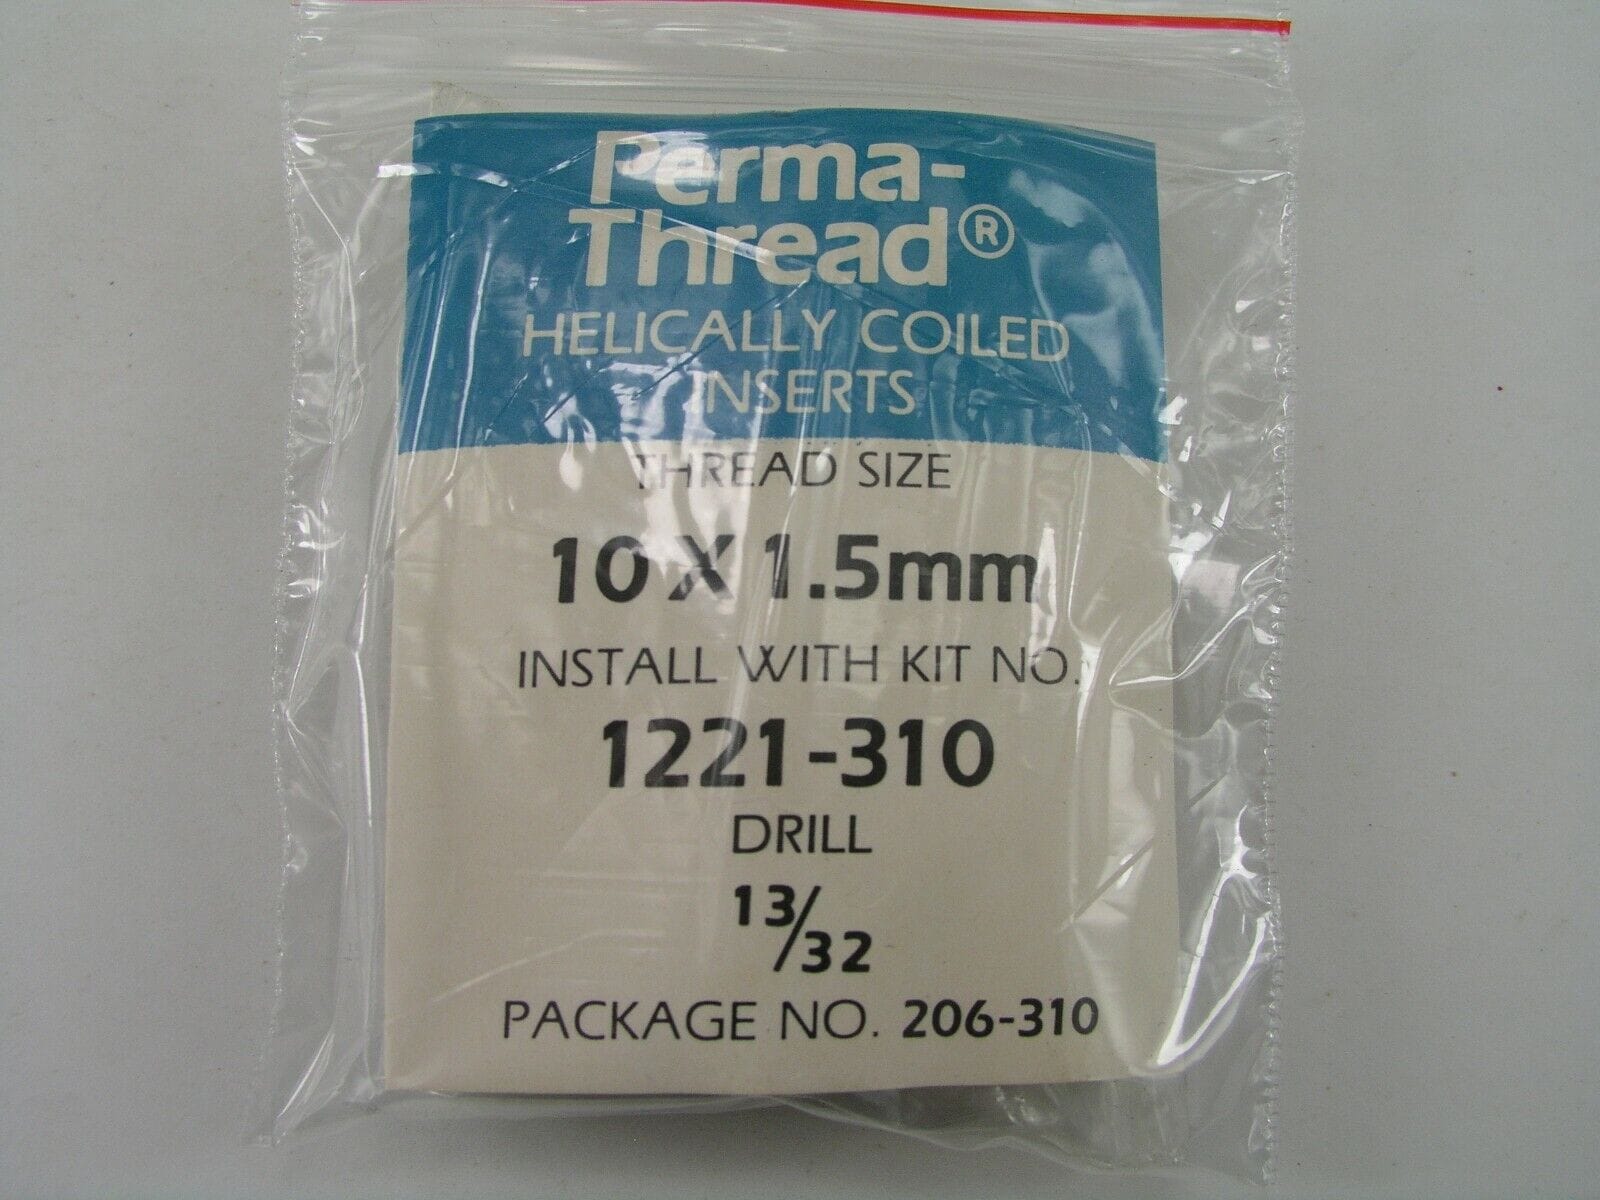 Perma-
Thread®
HELICALLY COILED
INSERTS
THREAD SIZE
10 X 1.5mm
INSTALL WITH KIT NO.
1221-310
DRILL
13/32
PACKAGE NO. 206-310